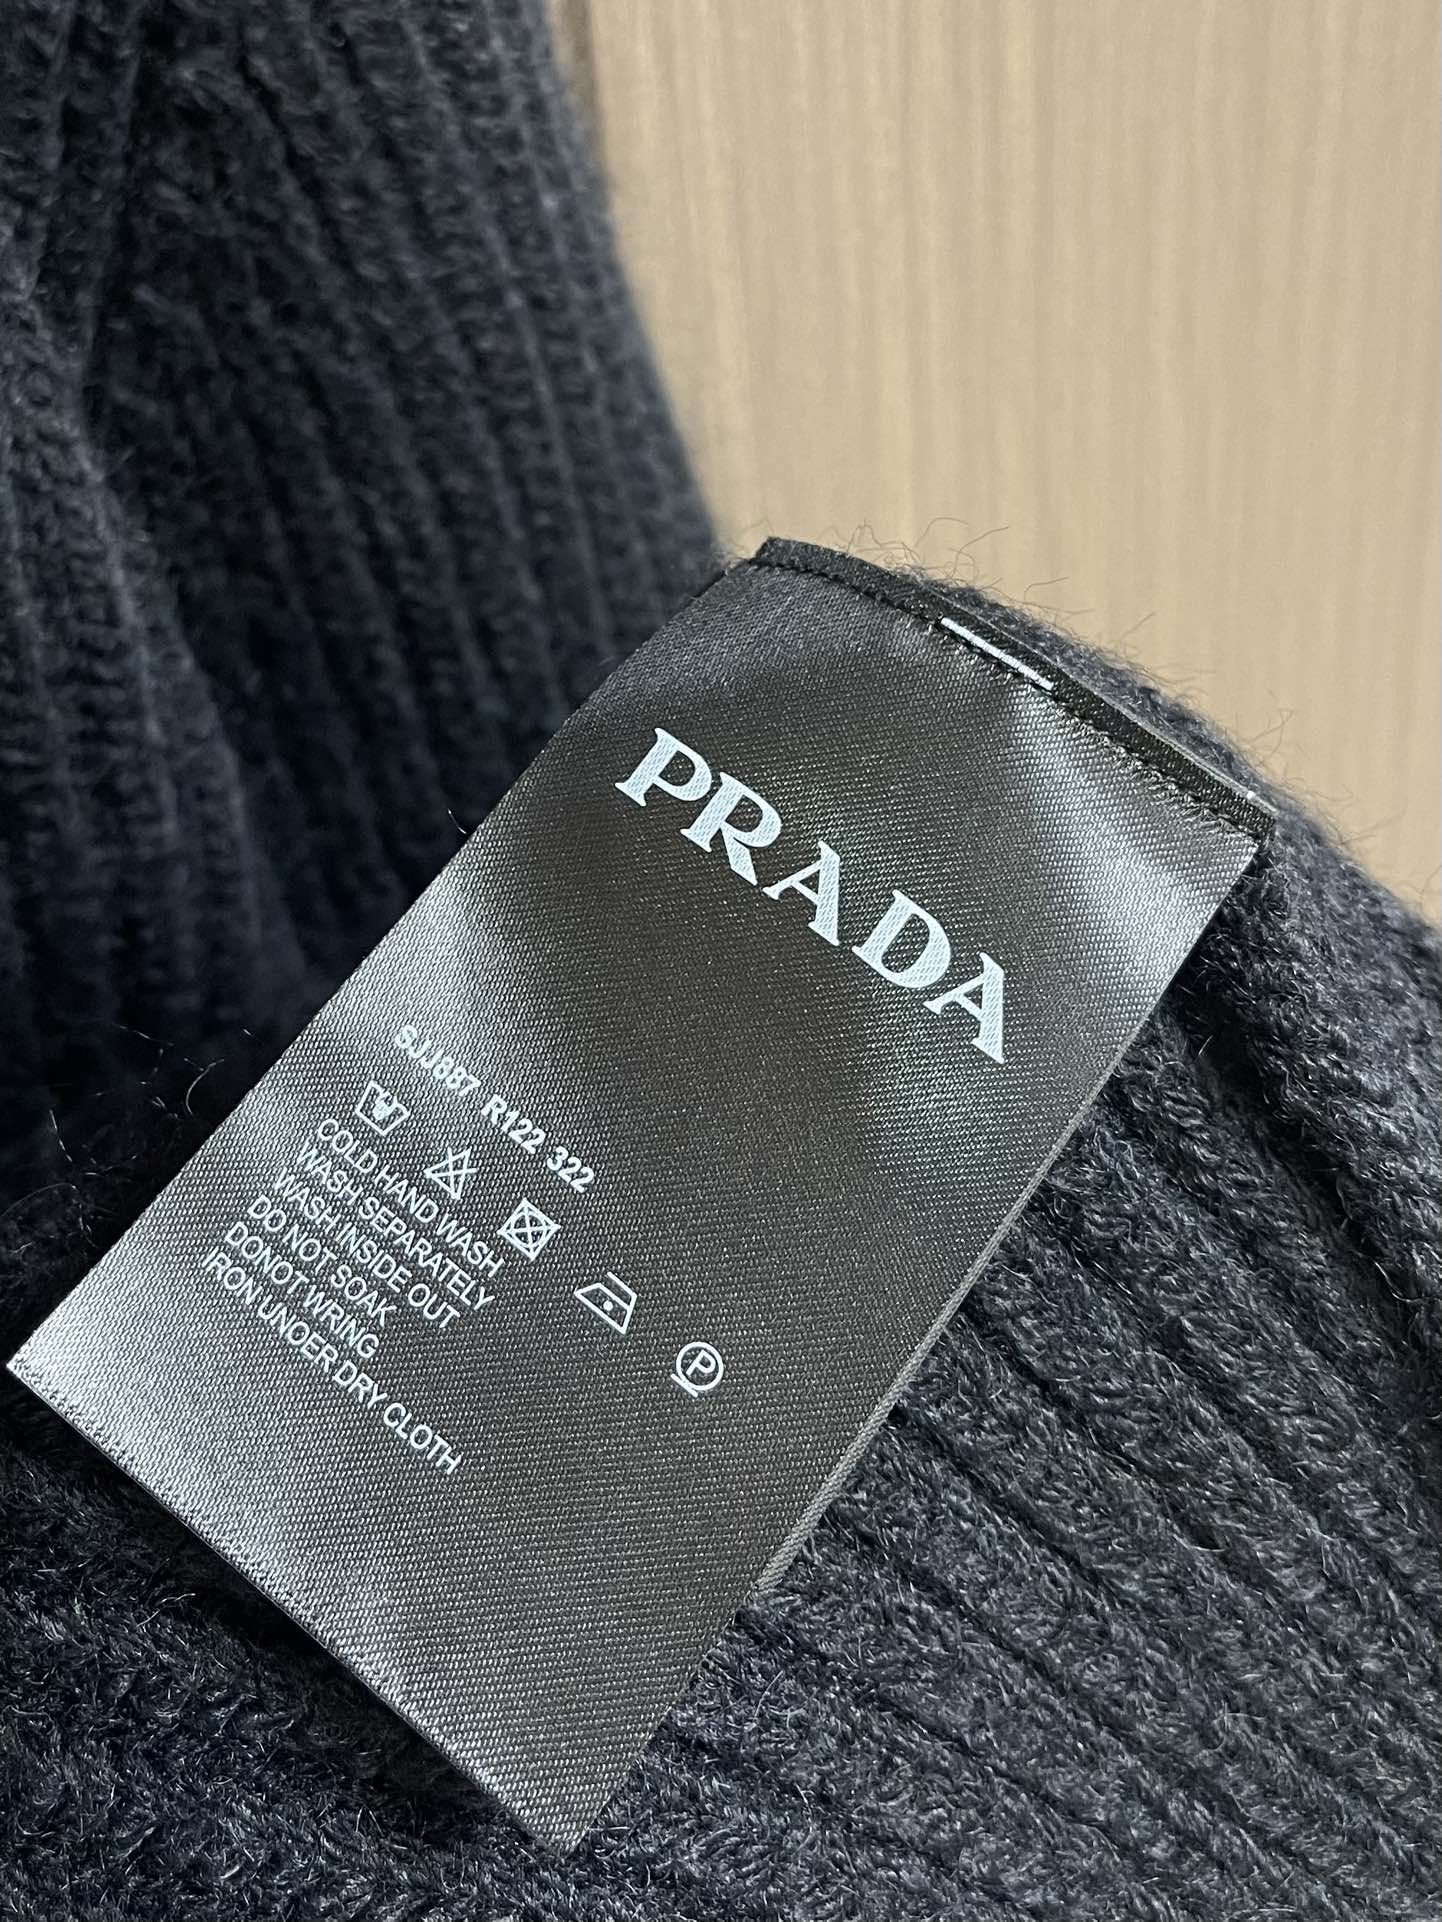 PRADA
SJJ887 R122 322
COLD HAND WASH
WASH SEPARATELY
WASH INSIDE OUT
DO NOT SOAK
DONOT WRING
IRON UNOER DRY CLOTH
P